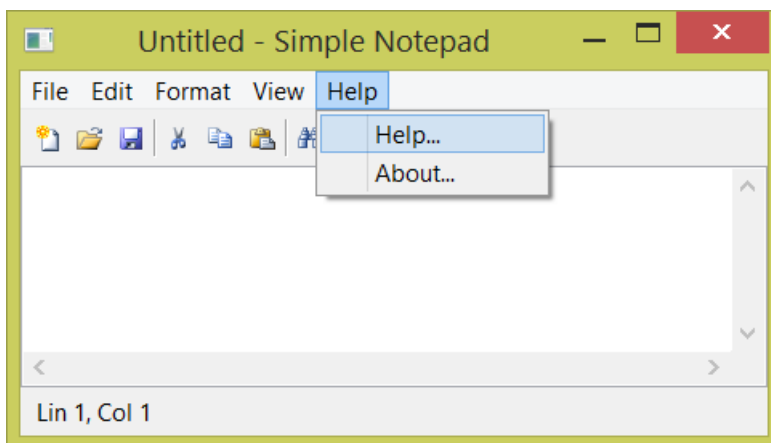 Untitled - Simple Notepad
File Edit Format View Help
Help...
About...
Lin 1, Col 1